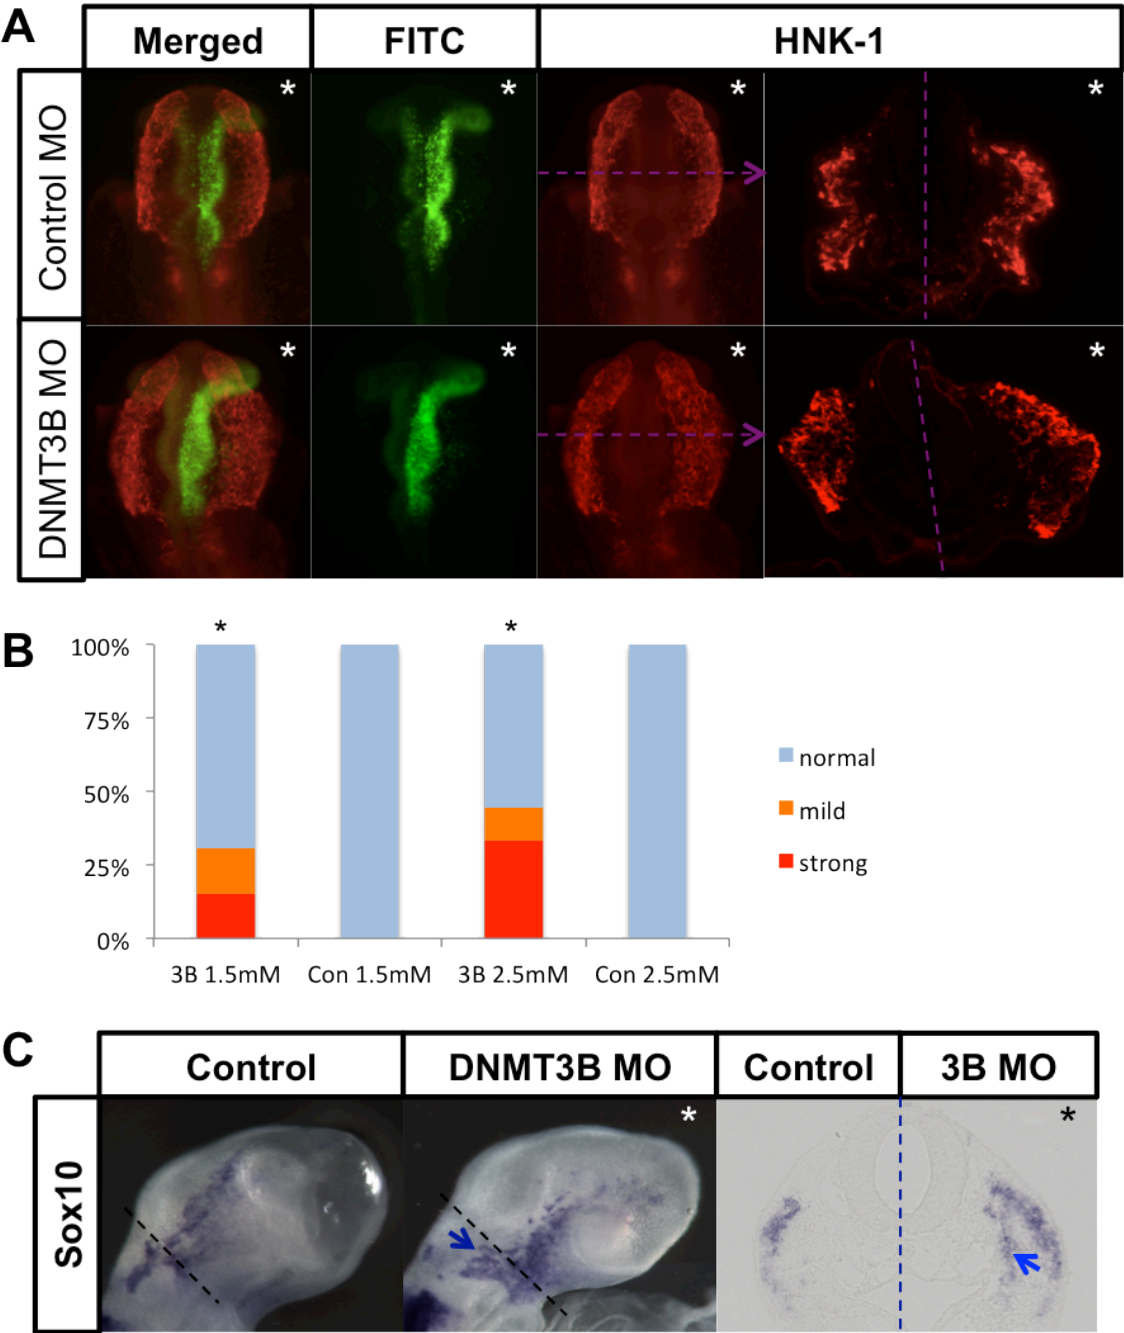 A
Merged FITC HNK-1
Control MO
* * * *
DNMT3B MO
* * * *
B
* *
100%
75%
50%
25%
0%
3B 1.5mM Con 1.5mM 3B 2.5mM Con 2.5mM
normal
mild
strong
C
Control DNMT3B MO Control 3B MO
Sox10
* *